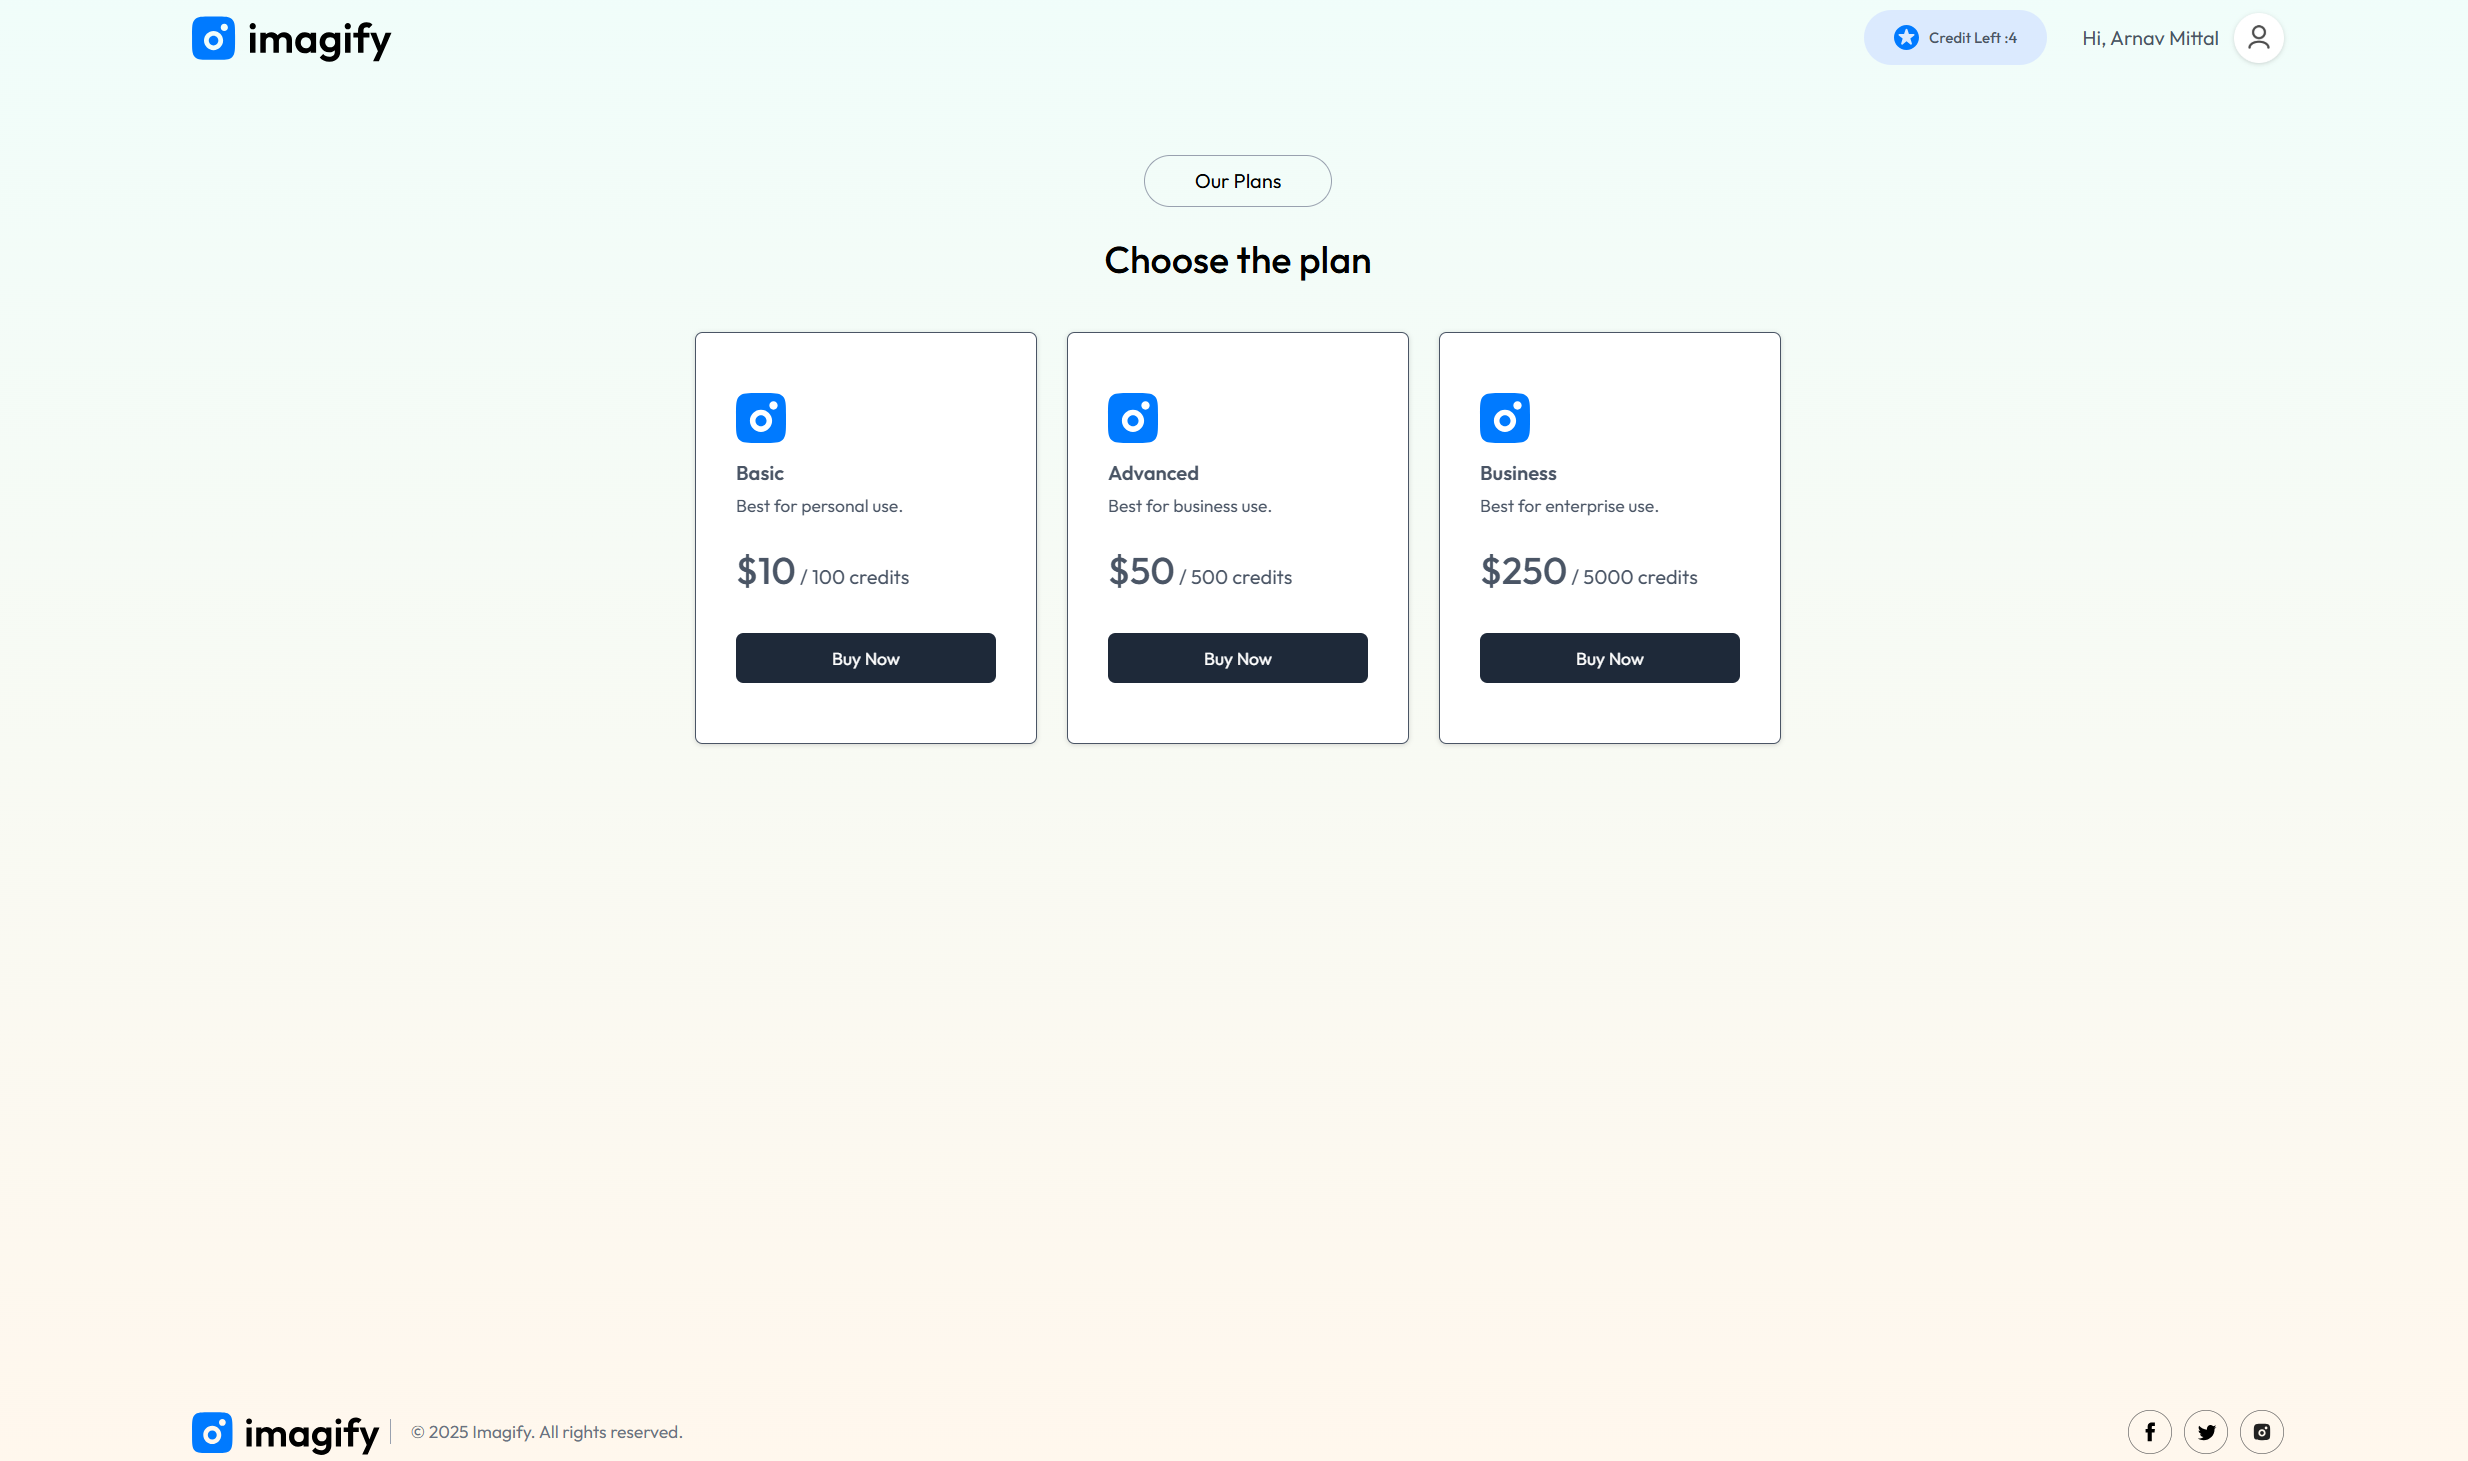 imagify
Credit Left :4
Hi, Arnav Mittal
Our Plans
Choose the plan
Basic
Best for personal use.
$10 / 100 credits
Buy Now
Advanced
Best for business use.
$50 / 500 credits
Buy Now
Business
Best for enterprise use.
$250 / 5000 credits
Buy Now
imagify
© 2025 Imagify. All rights reserved.